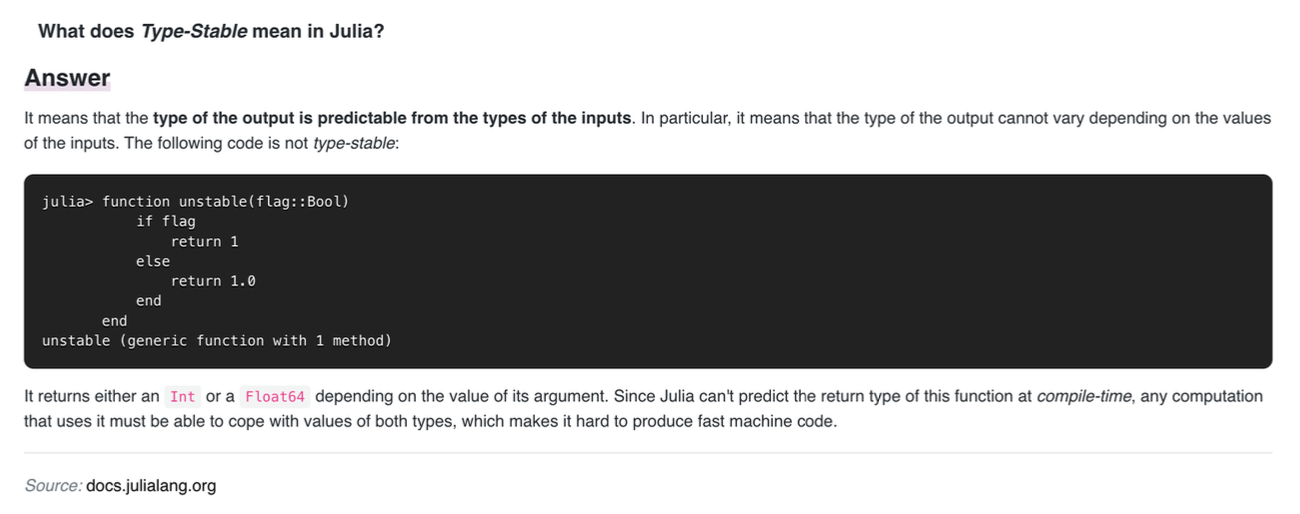 What does Type-Stable mean in Julia?
Answer
It means that the type of the output is predictable from the types of the inputs. In particular, it means that the type of the output cannot vary depending on the values
of the inputs. The following code is not type-stable:
julia> function unstable(flag::Bool)
           if flag
               return 1
           else
               return 1.0
           end
       end
unstable (generic function with 1 method)
It returns either an Int or a Float64 depending on the value of its argument. Since Julia can't predict the return type of this function at compile-time, any computation
that uses it must be able to cope with values of both types, which makes it hard to produce fast machine code.
Source: docs.julialang.org